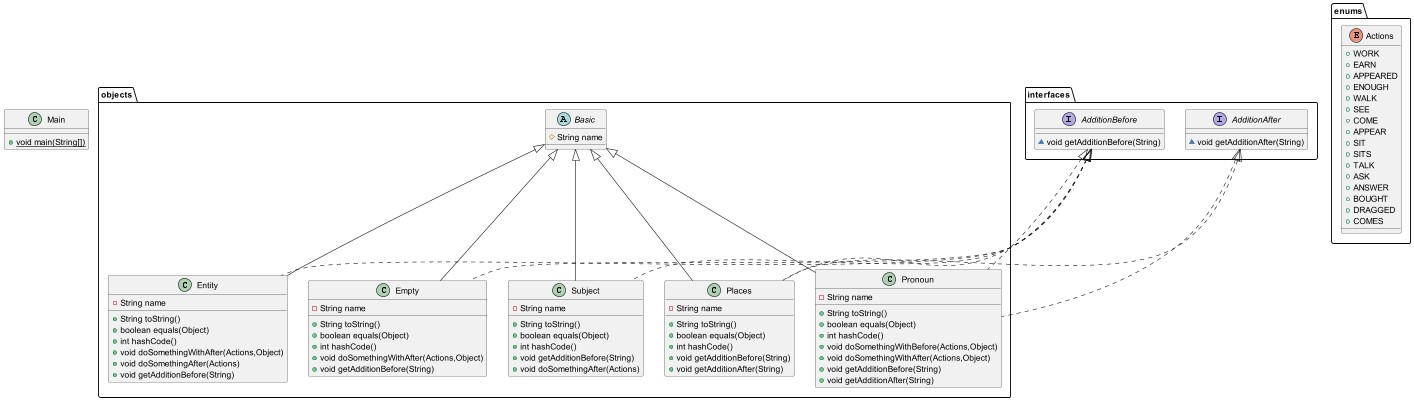 enums
E Actions
WORK
EARN
APPEARED
ENOUGH
WALK
SEE
COME
APPEAR
SIT
SITS
TALK
ASK
ANSWER
BOUGHT
DRAGGED
COMES
objects
interfaces
C Main
void main(String[])
A Basic
String name
I AdditionBefore
void getAdditionBefore(String)
I AdditionAfter
void getAdditionAfter(String)
C Entity
String name
String toString()
boolean equals(Object)
int hashCode()
void doSomethingWithAfter(Actions,Object)
void doSomethingAfter(Actions)
void getAdditionBefore(String)
C Empty
String name
String toString()
boolean equals(Object)
int hashCode()
void doSomethingWithAfter(Actions,Object)
void getAdditionBefore(String)
C Subject
String name
String toString()
boolean equals(Object)
int hashCode()
void getAdditionBefore(String)
void doSomethingAfter(Actions)
C Places
String name
String toString()
boolean equals(Object)
int hashCode()
void getAdditionBefore(String)
void getAdditionAfter(String)
C Pronoun
String name
String toString()
boolean equals(Object)
int hashCode()
void doSomethingWithBefore(Actions,Object)
void doSomethingWithAfter(Actions,Object)
void getAdditionBefore(String)
void getAdditionAfter(String)